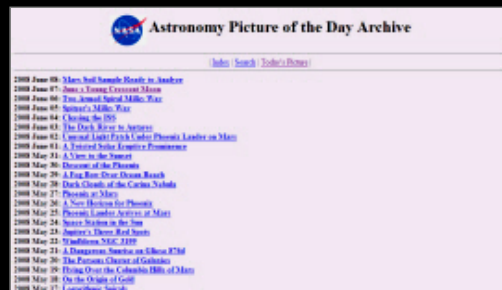 NASA
Astronomy Picture of the Day Archive
| Index | Search | Today's Picture |
2008 June 08: Mars Soil Sample Ready to Analyze
2008 June 07: June's Young Crescent Moon
2008 June 06: Two Armed Spiral Milky Way
2008 June 05: Spitzer's Milky Way
2008 June 04: Chasing the ISS
2008 June 03: The Dark River to Antares
2008 June 02: Unusual Light Patch Under Phoenix Lander on Mars
2008 June 01: A Twisted Solar Eruptive Prominence
2008 May 31: A View to the Sunset
2008 May 30: Descent of the Phoenix
2008 May 29: A Fog Bow Over Ocean Beach
2008 May 28: Dark Clouds of the Carina Nebula
2008 May 27: Phoenix at Mars
2008 May 26: A New Horizon for Phoenix
2008 May 25: Phoenix Lander Arrives at Mars
2008 May 24: Space Station in the Sun
2008 May 23: Jupiter's Three Red Spots
2008 May 22: Windblown NGC 3199
2008 May 21: A Dangerous Sunrise on Gliese 876d
2008 May 20: The Perseus Cluster of Galaxies
2008 May 19: Flying Over the Columbia Hills of Mars
2008 May 18: On the Origin of Gold
2008 May 17: Logarithmic Spirals